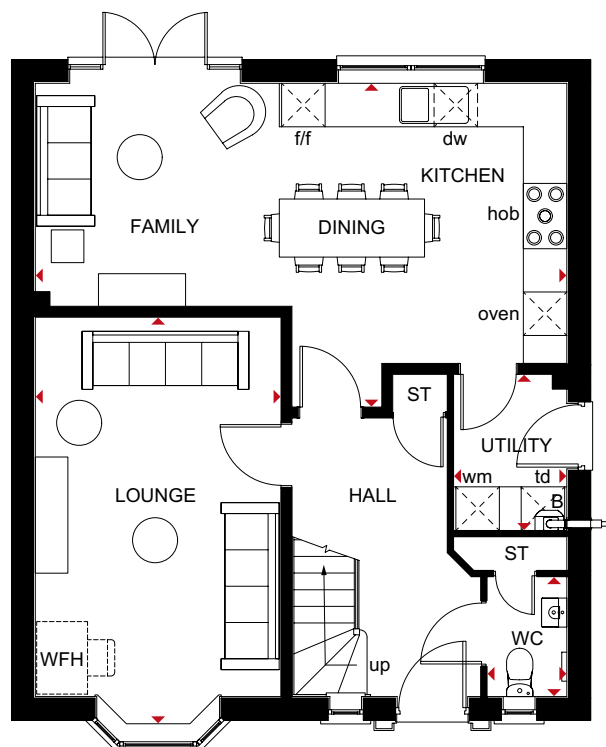 f/f
dw
KITCHEN
hob
FAMILY
DINING
oven
ST
UTILITY
wm
td
LOUNGE
HALL
B
ST
WC
WFH
up